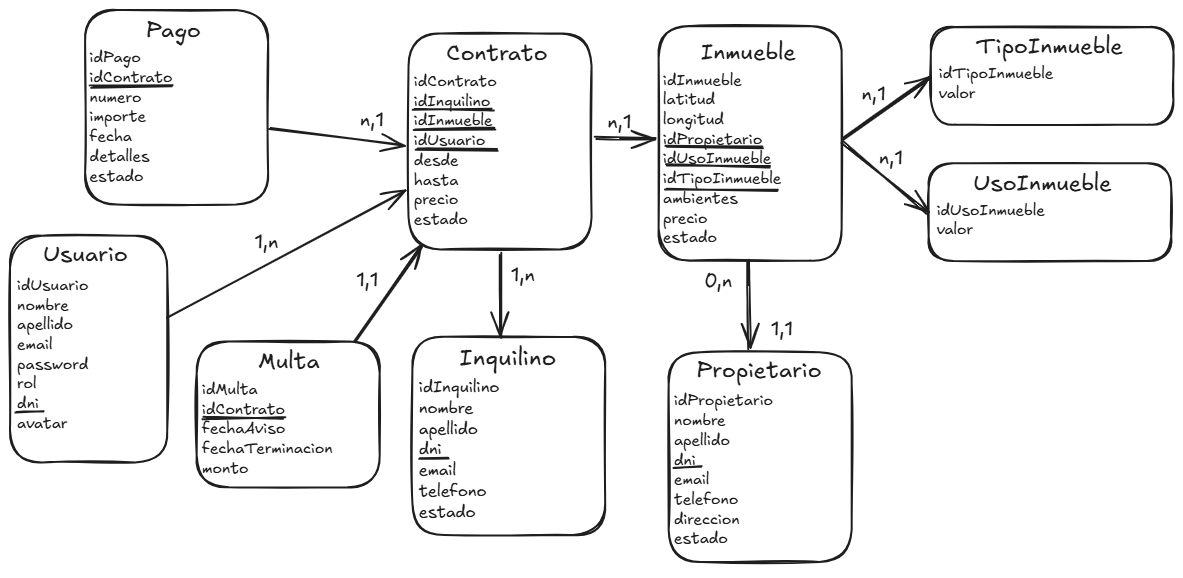 Pago
idPago
idContrato
numero
importe
fecha
detalles
estado
n,1
Contrato
idContrato
idInquilino
idInmueble
idUsuario
desde
hasta
precio
estado
n,1
Inmueble
idInmueble
latitud
longitud
idPropietario
idUsoInmueble
idTipoIinmueble
ambientes
precio
estado
n,1
TipoInmueble
idTipoInmueble
valor
n,1
UsoInmueble
idUsoInmueble
valor
Usuario
idUsuario
nombre
apellido
email
password
rol
dni
avatar
1,n
1,1
Multa
idMulta
idContrato
fechaAviso
fechaTerminacion
monto
1,n
Inquilino
idInquilino
nombre
apellido
dni
email
telefono
estado
0,n
1,1
Propietario
idPropietario
nombre
apellido
dni
email
telefono
direccion
estado